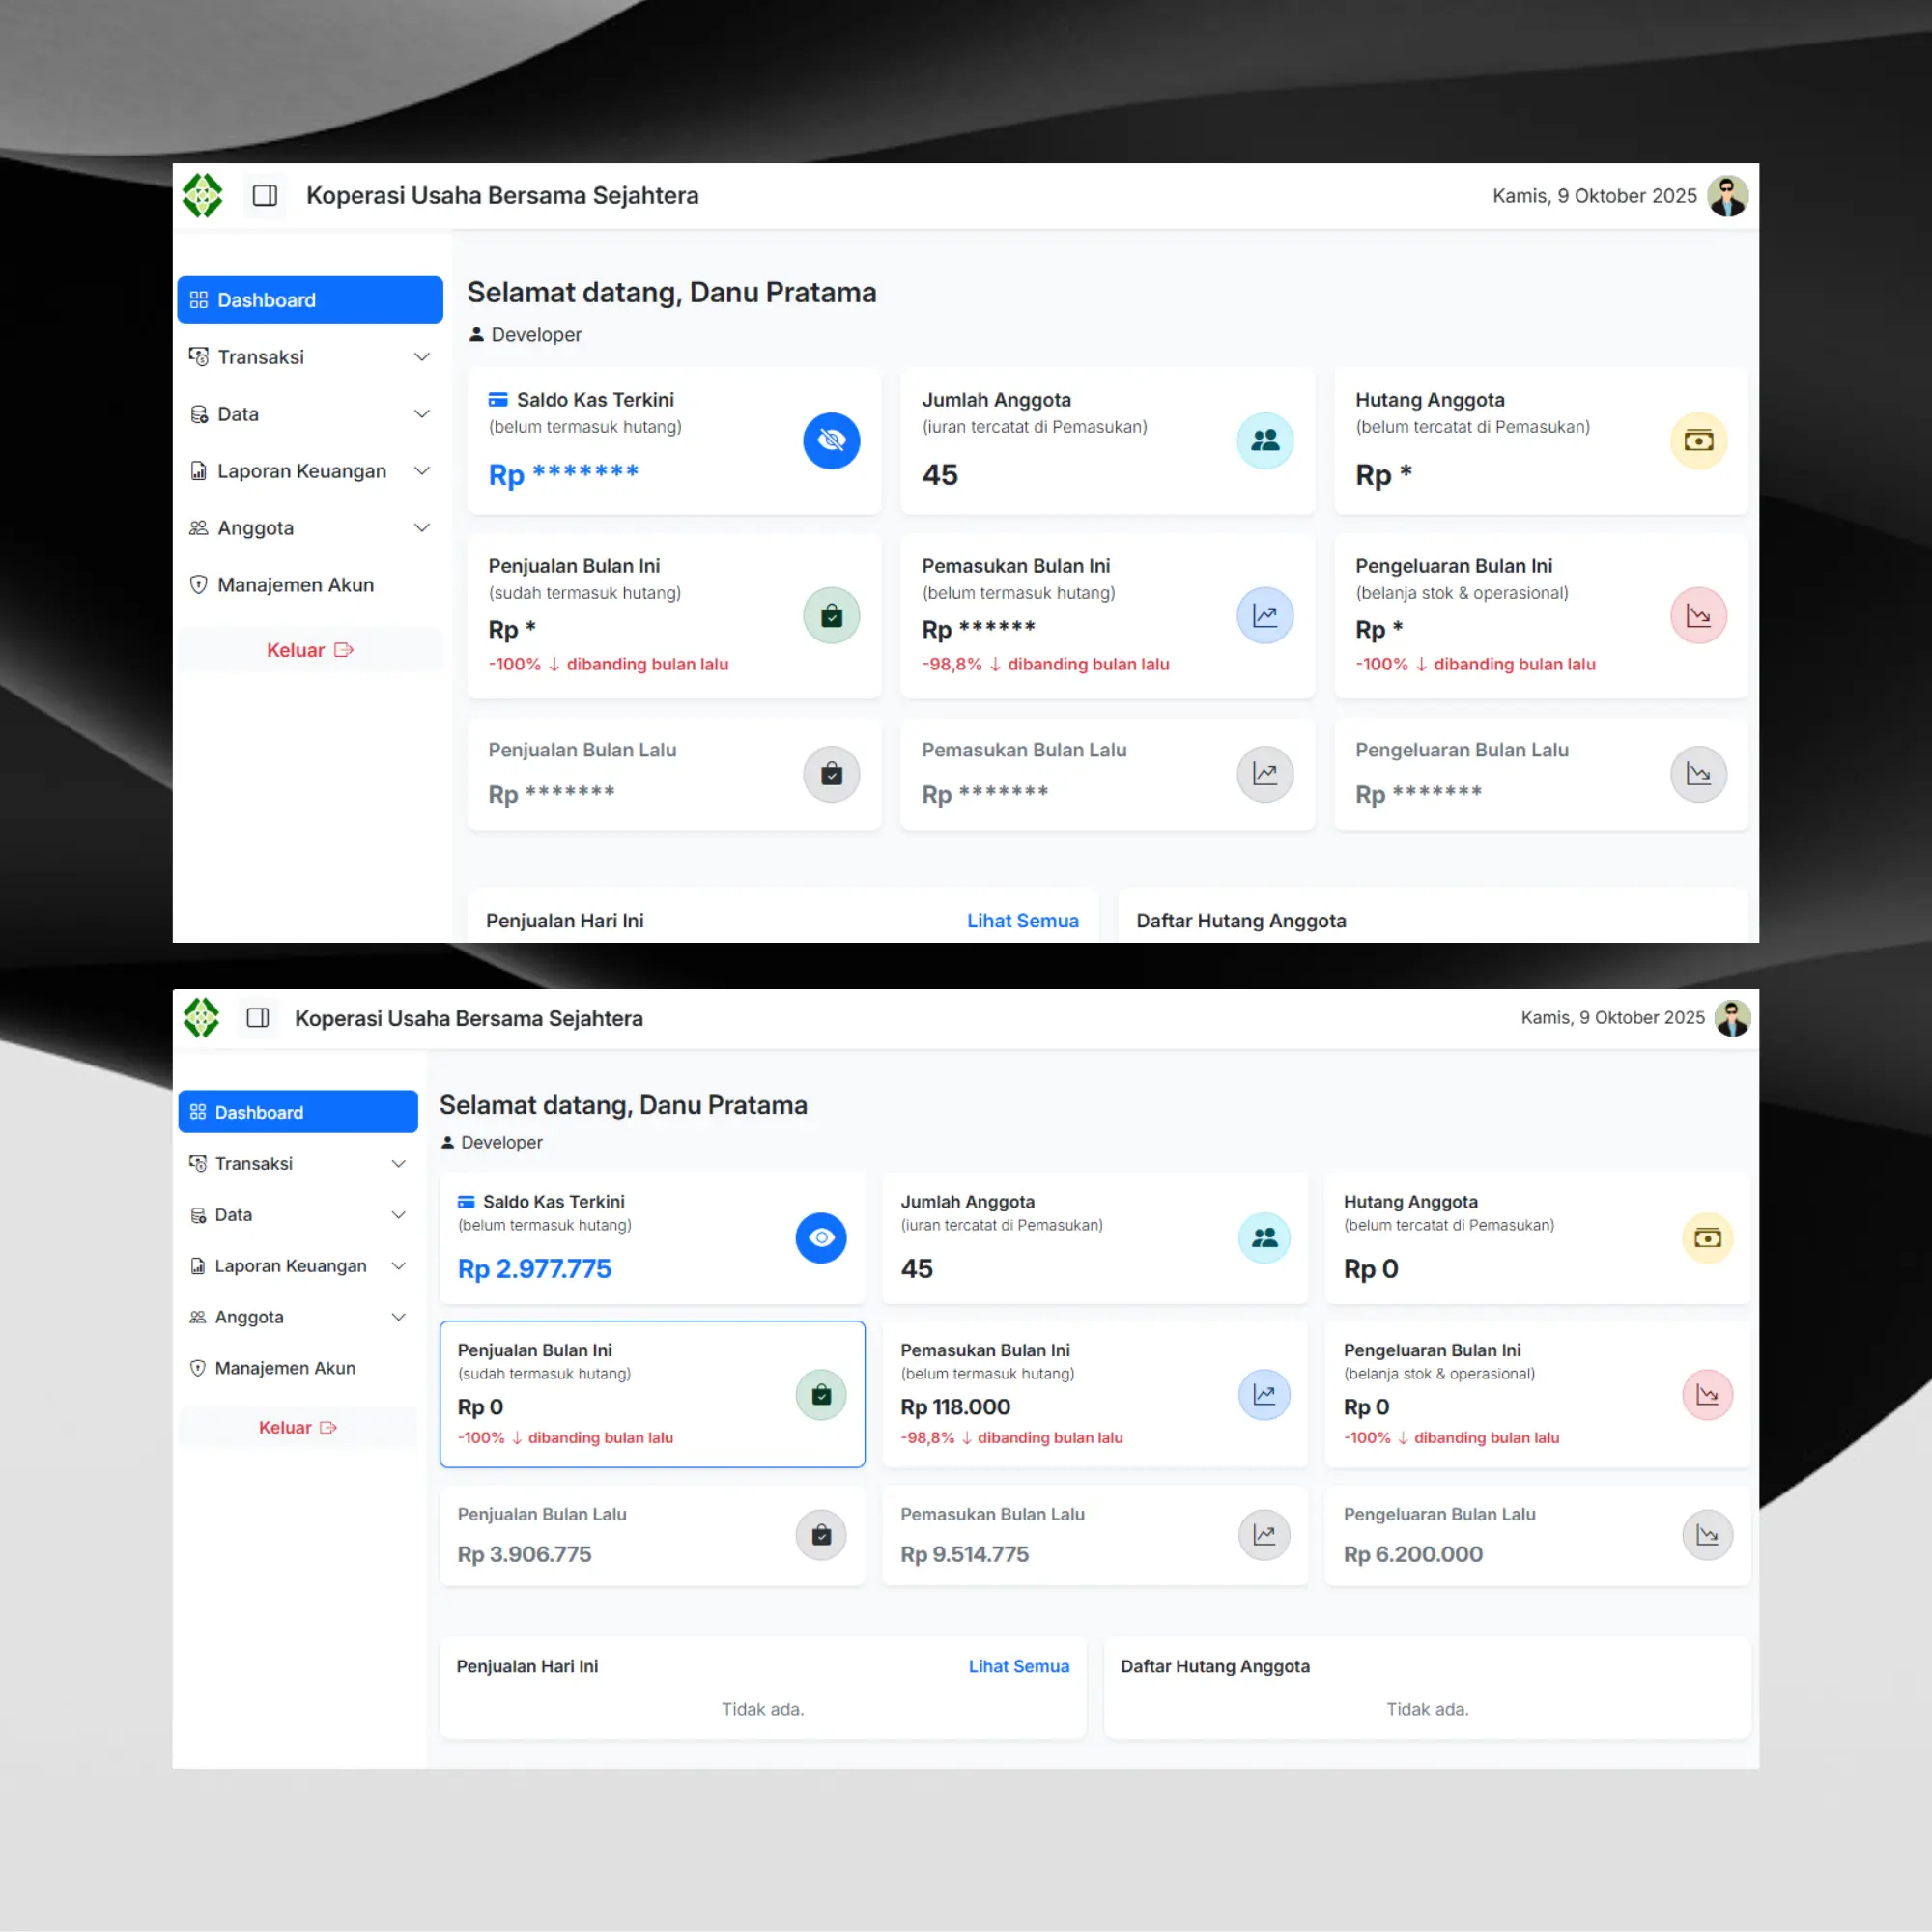 Koperasi Usaha Bersama Sejahtera
Kamis, 9 Oktober 2025
Dashboard
Transaksi
Data
Laporan Keuangan
Anggota
Manajemen Akun
Keluar
Selamat datang, Danu Pratama
Developer
Saldo Kas Terkini
(belum termasuk hutang)
Rp *******
Jumlah Anggota
(iuran tercatat di Pemasukan)
45
Hutang Anggota
(belum tercatat di Pemasukan)
Rp *
Penjualan Bulan Ini
(sudah termasuk hutang)
Rp *
-100% ↓ dibanding bulan lalu
Pemasukan Bulan Ini
(belum termasuk hutang)
Rp ******
-98,8% ↓ dibanding bulan lalu
Pengeluaran Bulan Ini
(belanja stok & operasional)
Rp *
-100% ↓ dibanding bulan lalu
Penjualan Bulan Lalu
Rp *******
Pemasukan Bulan Lalu
Rp *******
Pengeluaran Bulan Lalu
Rp *******
Penjualan Hari Ini
Lihat Semua
Daftar Hutang Anggota
Koperasi Usaha Bersama Sejahtera
Kamis, 9 Oktober 2025
Dashboard
Transaksi
Data
Laporan Keuangan
Anggota
Manajemen Akun
Keluar
Selamat datang, Danu Pratama
Developer
Saldo Kas Terkini
(belum termasuk hutang)
Rp 2.977.775
Jumlah Anggota
(iuran tercatat di Pemasukan)
45
Hutang Anggota
(belum tercatat di Pemasukan)
Rp 0
Penjualan Bulan Ini
(sudah termasuk hutang)
Rp 0
-100% ↓ dibanding bulan lalu
Pemasukan Bulan Ini
(belum termasuk hutang)
Rp 118.000
-98,8% ↓ dibanding bulan lalu
Pengeluaran Bulan Ini
(belanja stok & operasional)
Rp 0
-100% ↓ dibanding bulan lalu
Penjualan Bulan Lalu
Rp 3.906.775
Pemasukan Bulan Lalu
Rp 9.514.775
Pengeluaran Bulan Lalu
Rp 6.200.000
Penjualan Hari Ini
Lihat Semua
Tidak ada.
Daftar Hutang Anggota
Tidak ada.